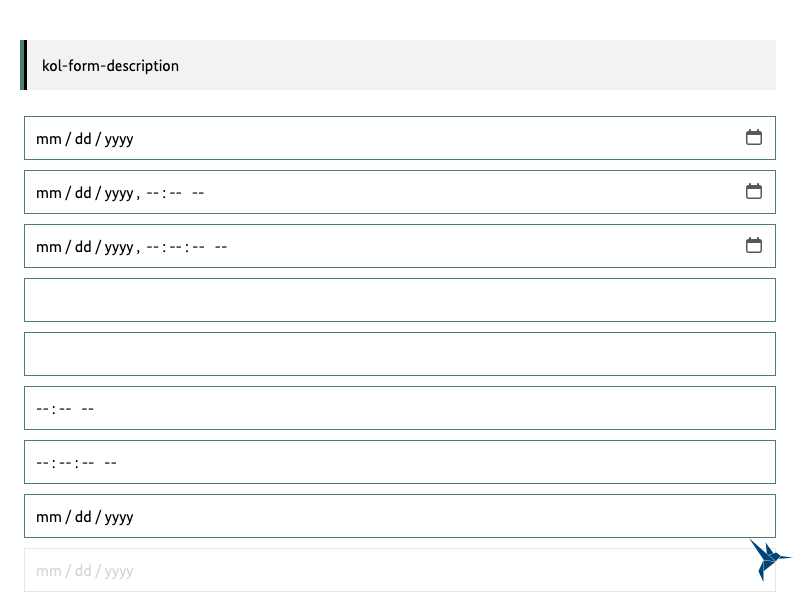 kol-form-description
mm / dd / yyyy
mm / dd / yyyy, --:-- --
mm / dd / yyyy, --:--:-- --
--:-- --
--:--:-- --
mm / dd / yyyy
mm / dd / yyyy